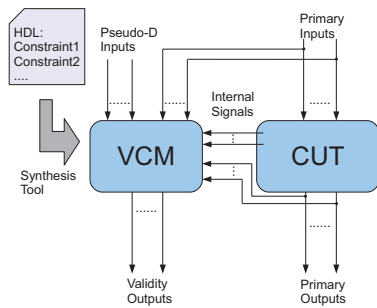 HDL:
Constraint1
Constraint2
....
Pseudo-D
Inputs
Primary
Inputs
......
......
......
Internal
Signals
VCM
CUT
Synthesis
Tool
......
......
Validity
Outputs
Primary
Outputs